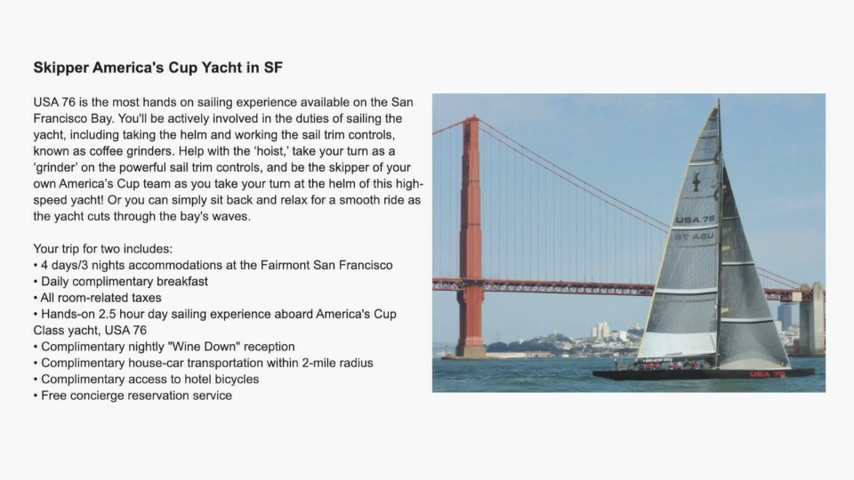 Skipper America's Cup Yacht in SF
USA 76 is the most hands on sailing experience available on the San
Francisco Bay. You'll be actively involved in the duties of sailing the
yacht, including taking the helm and working the sail trim controls,
known as coffee grinders. Help with the ‘hoist,’ take your turn as a
‘grinder’ on the powerful sail trim controls, and be the skipper of your
own America’s Cup team as you take your turn at the helm of this high-
speed yacht! Or you can simply sit back and relax for a smooth ride as
the yacht cuts through the bay's waves.
Your trip for two includes:
• 4 days/3 nights accommodations at the Fairmont San Francisco
• Daily complimentary breakfast
• All room-related taxes
• Hands-on 2.5 hour day sailing experience aboard America's Cup
Class yacht, USA 76
• Complimentary nightly "Wine Down" reception
• Complimentary house-car transportation within 2-mile radius
• Complimentary access to hotel bicycles
• Free concierge reservation service
USA 76
USA 76
USA 76